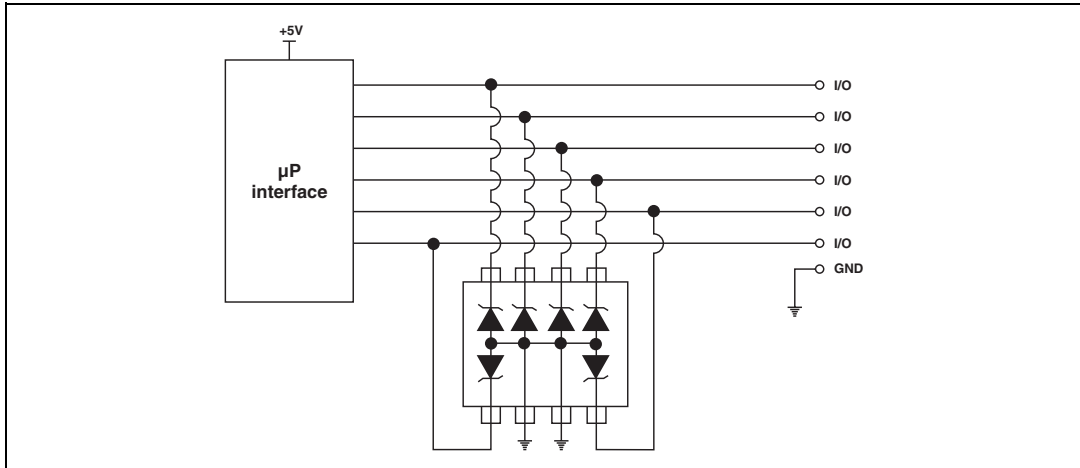 +5V
µP
interface
I/O
I/O
I/O
I/O
I/O
I/O
GND